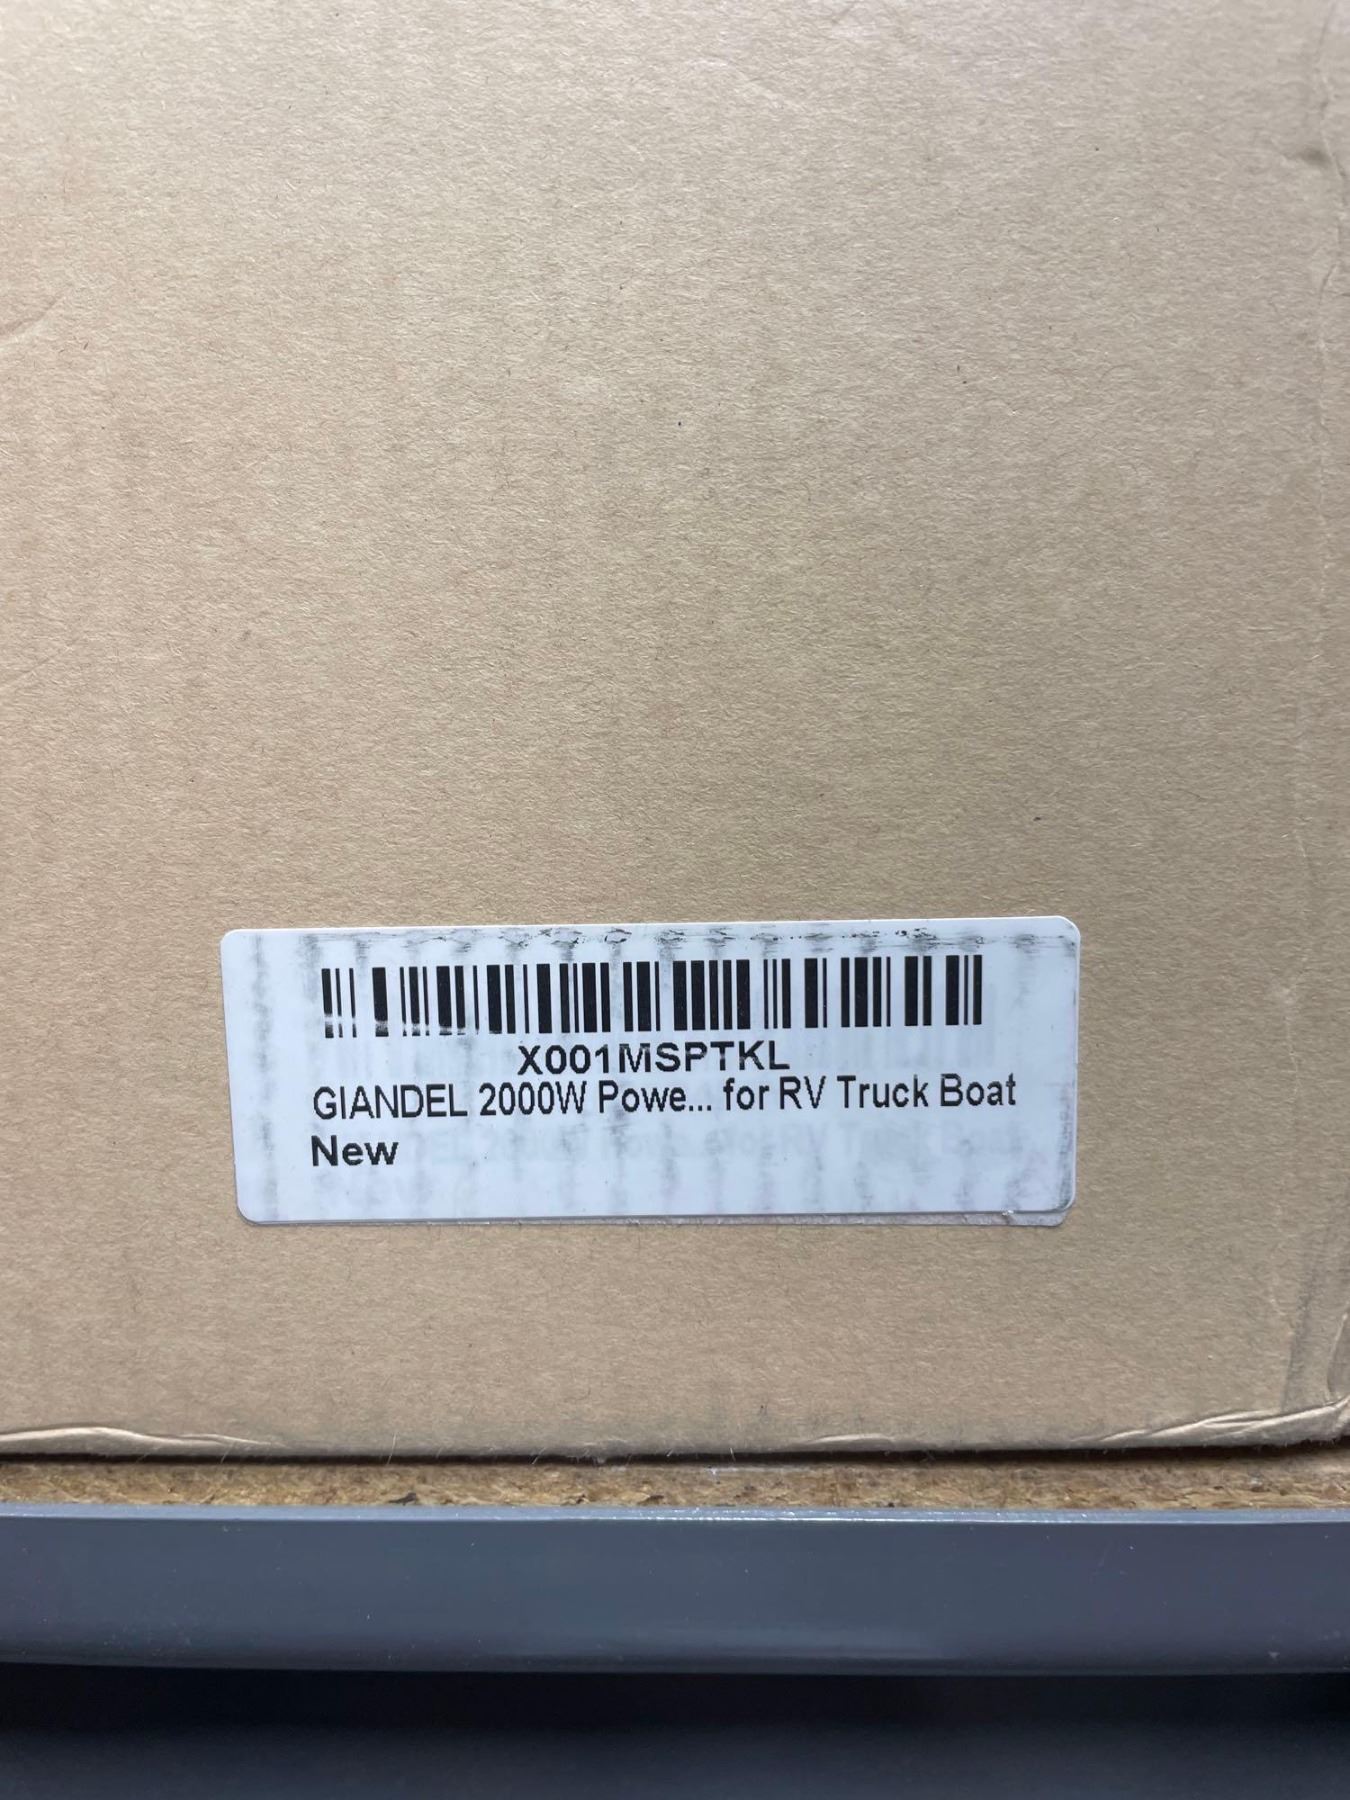 X001MSPTKL
GIANDEL 2000W Powe... for RV Truck Boat
New